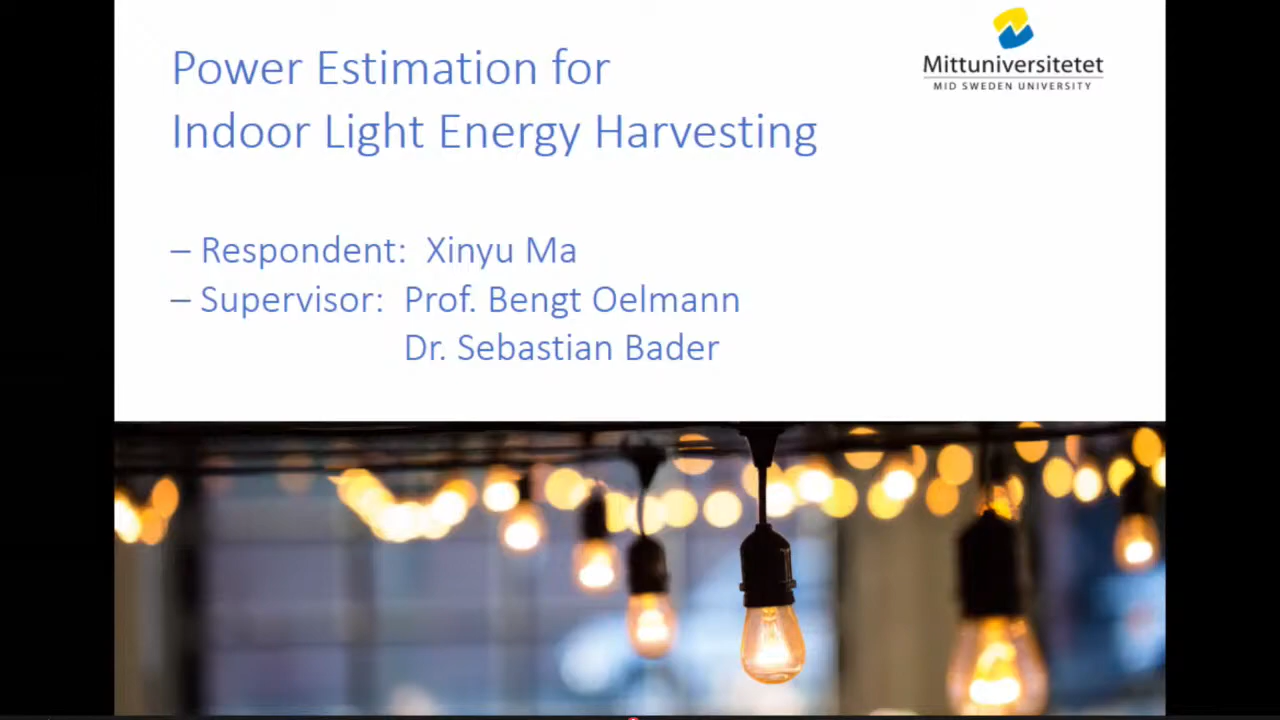 Power Estimation for
Indoor Light Energy Harvesting
Mittuniversitetet
MID SWEDEN UNIVERSITY
– Respondent: Xinyu Ma
– Supervisor: Prof. Bengt Oelmann
Dr. Sebastian Bader